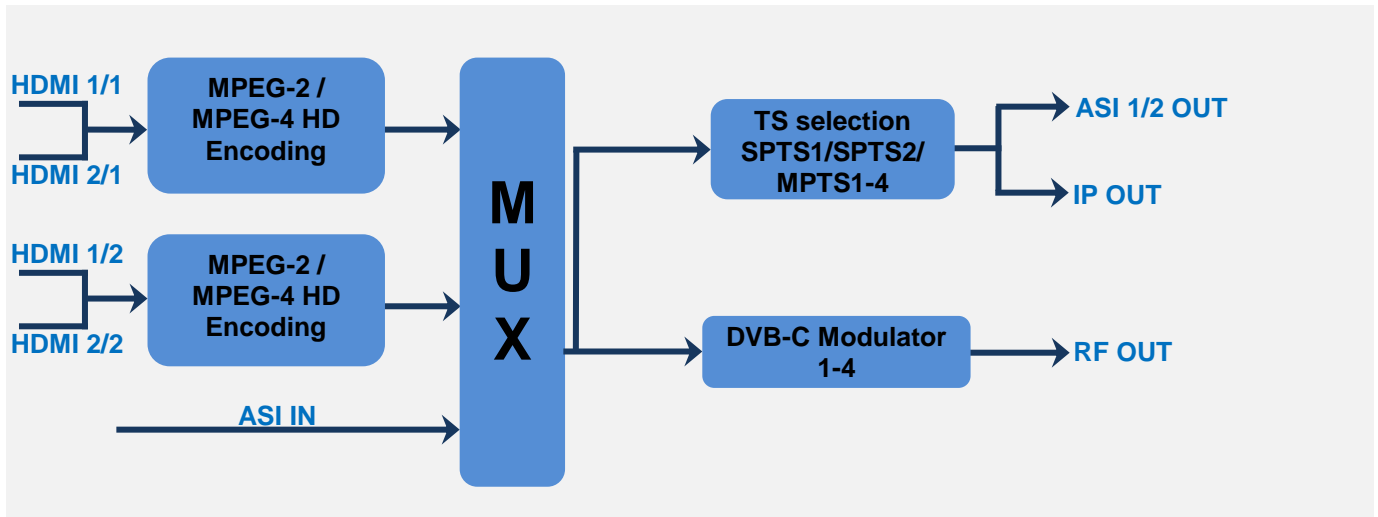 HDMI 1/1
HDMI 2/1
MPEG-2 /
MPEG-4 HD
Encoding
HDMI 1/2
HDMI 2/2
MPEG-2 /
MPEG-4 HD
Encoding
ASI IN
M
U
X
TS selection
SPTS1/SPTS2/
MPTS1-4
ASI 1/2 OUT
IP OUT
DVB-C Modulator
1-4
RF OUT